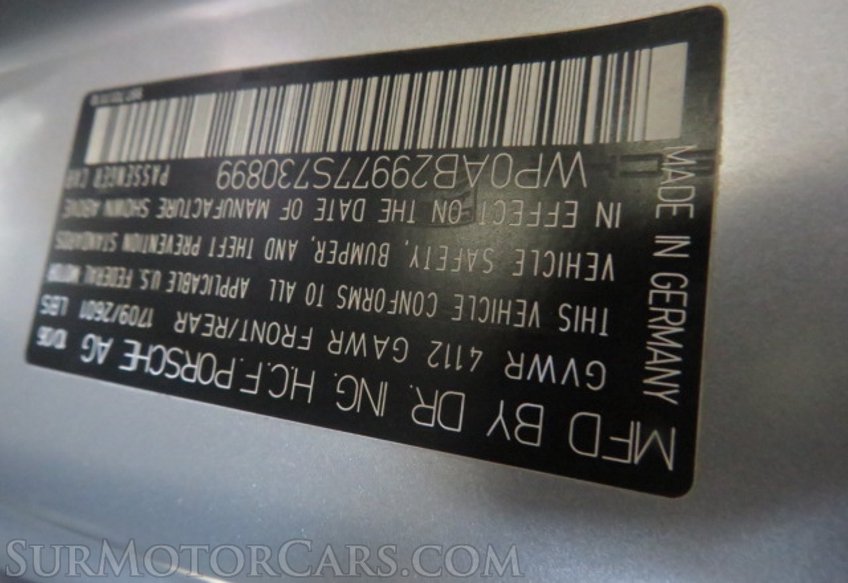 MFD BY DR. ING. H.C.F. PORSCHE AG 10/06
GVWR 4112 GAWR FRONT/REAR 1709/2601 LBS
THIS VEHICLE CONFORMS TO ALL APPLICABLE U.S. FEDERAL MOTOR
VEHICLE SAFETY, BUMPER, AND THEFT PREVENTION STANDARDS
IN EFFECT ON THE DATE OF MANUFACTURE SHOWN ABOVE
WP0AB29977S730899 PASSENGER CAR
MADE IN GERMANY
SURMOTORCARS.COM